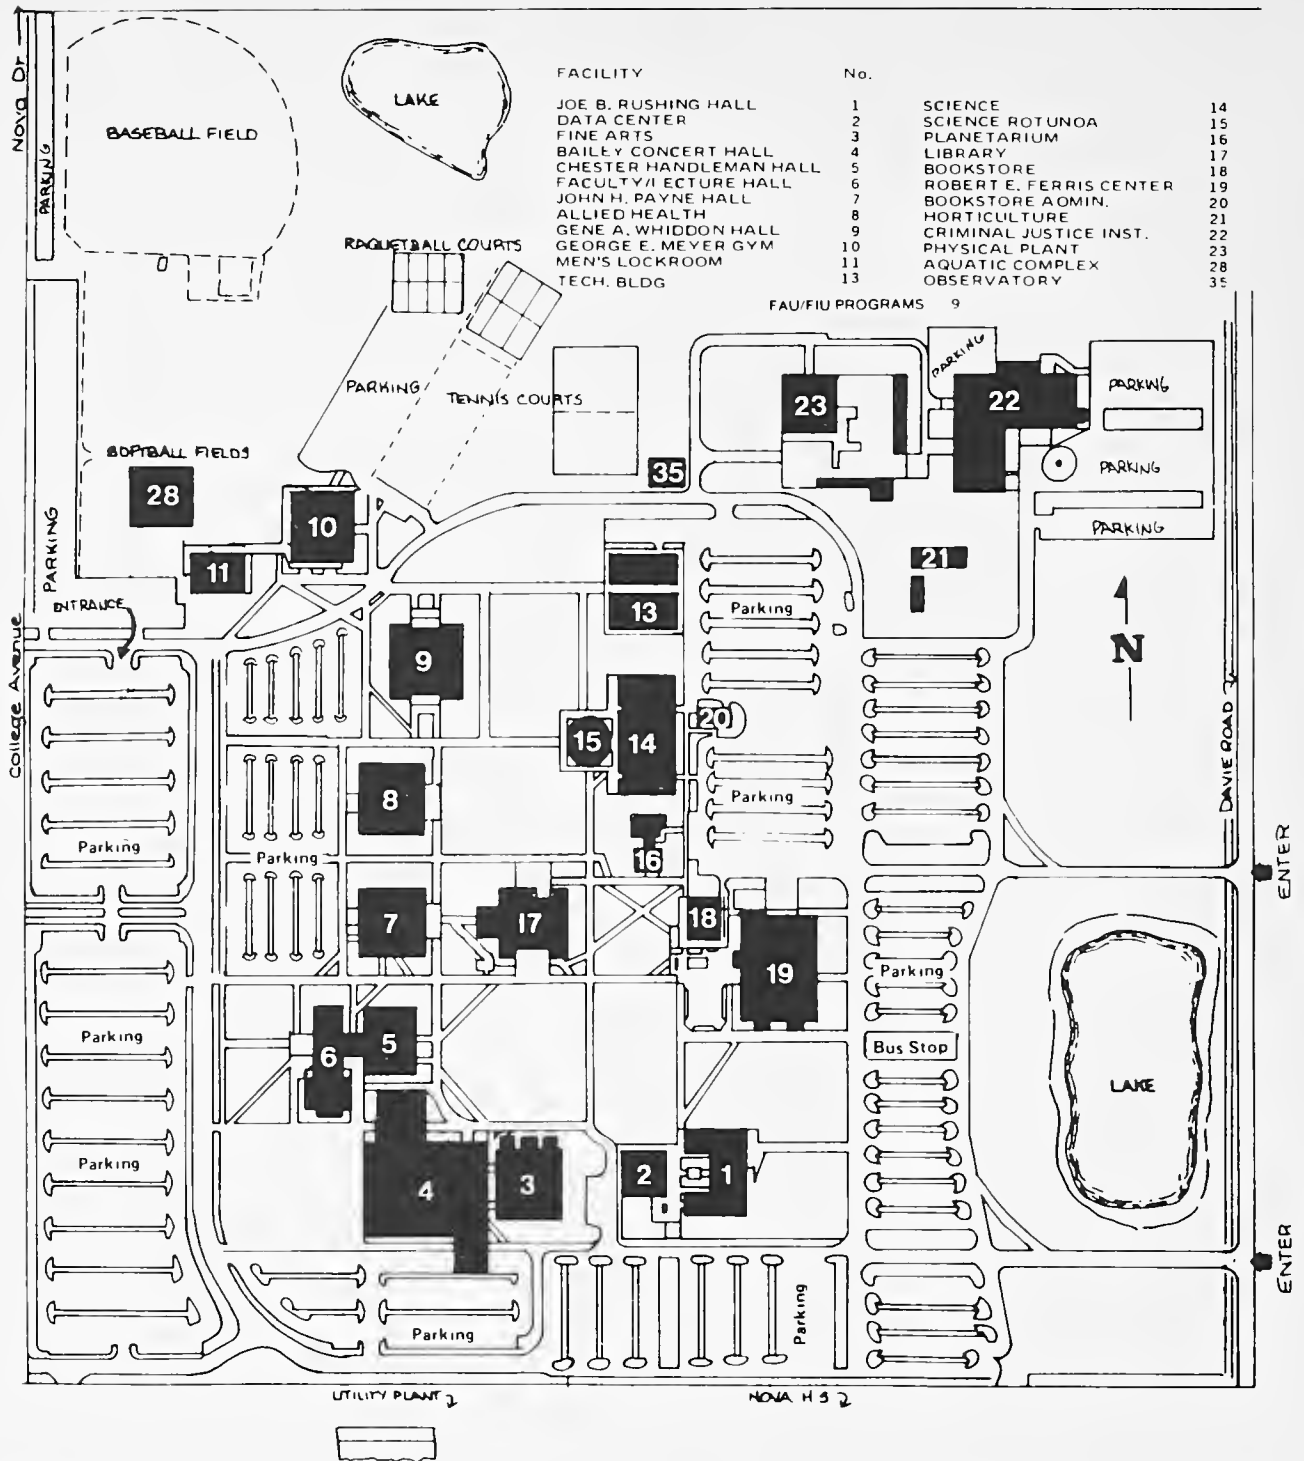 Nova Dr
PARKING
BASEBALL FIELD
LAKE
FACILITY No.
JOE B. RUSHING HALL 1
DATA CENTER 2
FINE ARTS 3
BAILEY CONCERT HALL 4
CHESTER HANDLEMAN HALL 5
FACULTY/LECTURE HALL 6
JOHN H. PAYNE HALL 7
ALLIED HEALTH 8
GENE A. WHIDDON HALL 9
GEORGE E. MEYER GYM 10
MEN'S LOCKROOM 11
TECH. BLDG 13
SCIENCE 14
SCIENCE ROTUNOA 15
PLANETARIUM 16
LIBRARY 17
BOOKSTORE 18
ROBERT E. FERRIS CENTER 19
BOOKSTORE AOMIN. 20
HORTICULTURE 21
CRIMINAL JUSTICE INST. 22
PHYSICAL PLANT 23
AQUATIC COMPLEX 28
OBSERVATORY 35
FAU/FIU PROGRAMS 9
RAQUETBALL COURTS
PARKING
TENNIS COURTS
SOFTBALL FIELDS
28
10
11
35
23
PARKING
22
PARKING
PARKING
PARKING
21
N
DAVIE ROAD
PARKING
ENTRANCE
College Avenue
13
Parking
9
15
14
20
8
Parking
Parking
Parking
16
7
17
18
19
Parking
ENTER
Parking
6
5
Bus Stop
LAKE
Parking
4
3
2
1
ENTER
Parking
Parking
UTILITY PLANT
NOVA H S